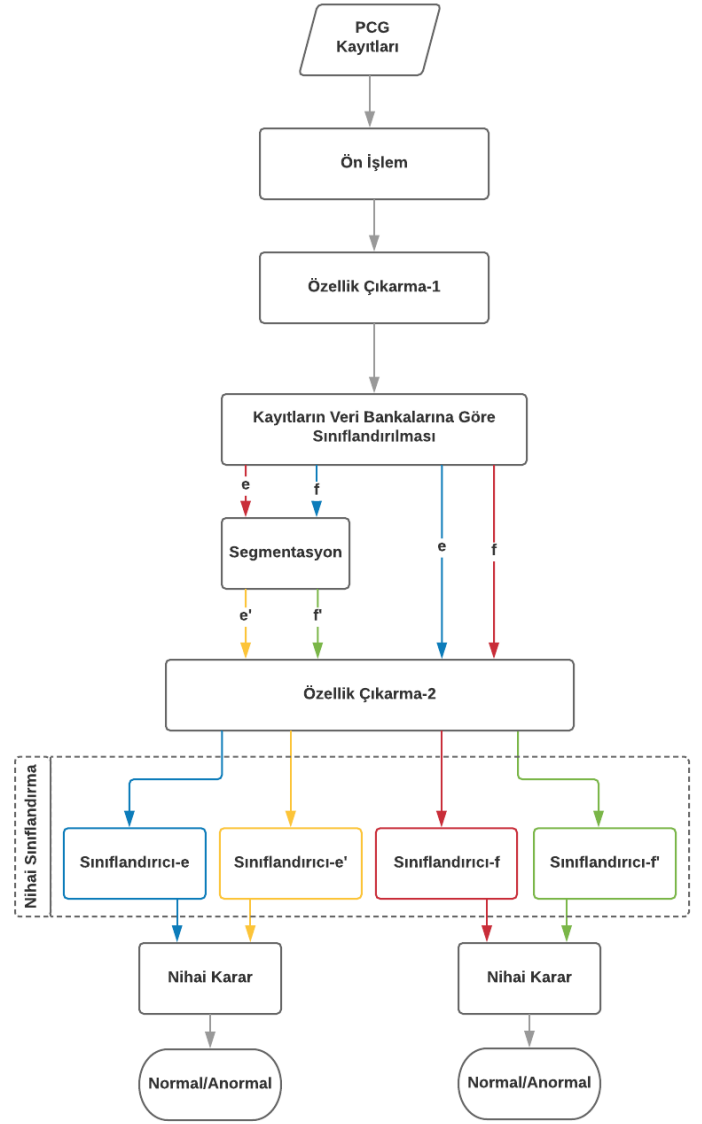 PCG
Kayıtları
Ön İşlem
Özellik Çıkarma-1
Kayıtların Veri Bankalarına Göre
Sınıflandırılması
e
f
e
f
Segmentasyon
e'
f'
Özellik Çıkarma-2
Nihai Sınıflandırma
Sınıflandırıcı-e
Sınıflandırıcı-e'
Sınıflandırıcı-f
Sınıflandırıcı-f'
Nihai Karar
Nihai Karar
Normal/Anormal
Normal/Anormal